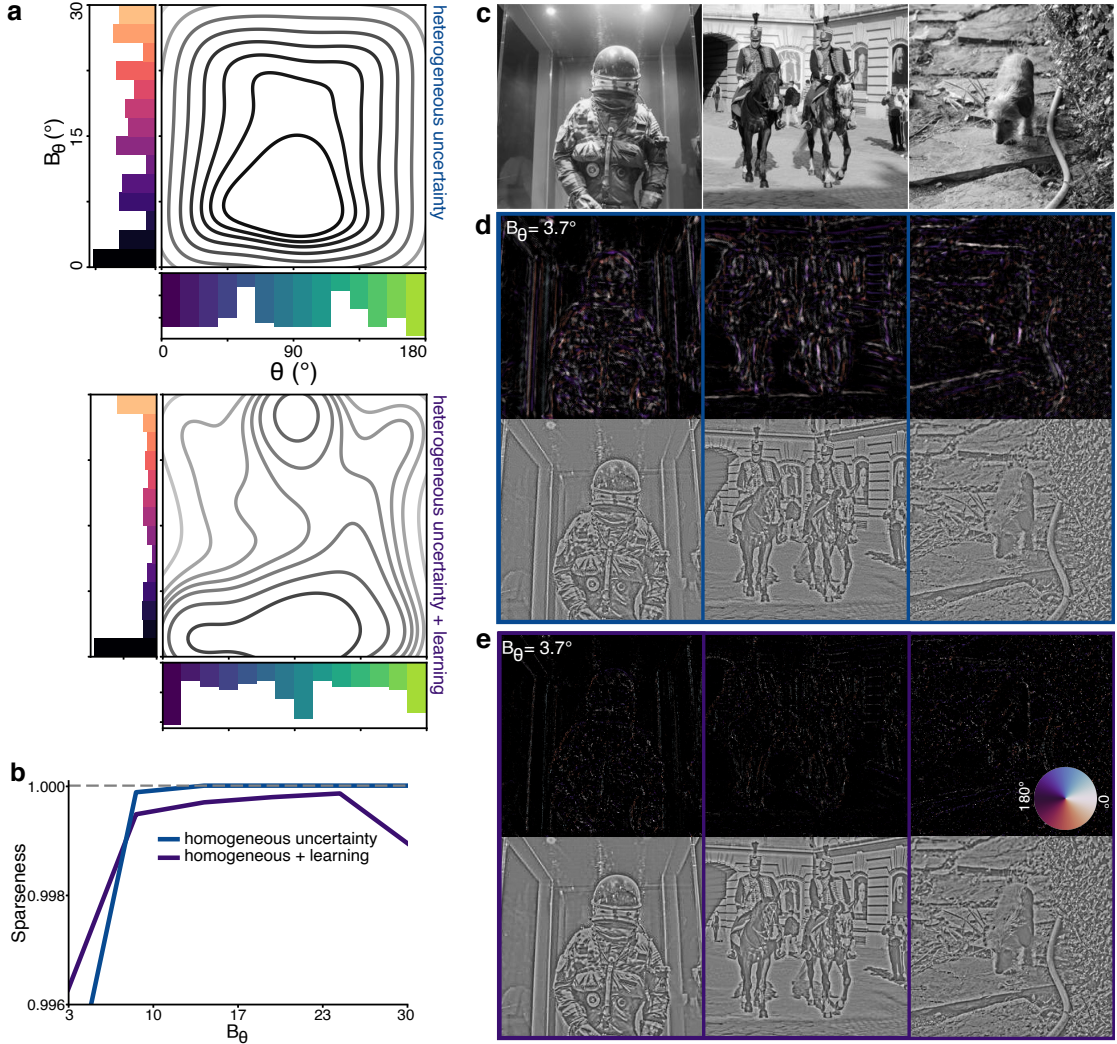 a
30
15
0
Bθ (°)
heterogeneous uncertainty
0
90
180
θ (°)
heterogeneous uncertainty + learning
b
1.000
0.998
0.996
Sparseness
homogeneous uncertainty
homogeneous + learning
3
10
17
23
30
Bθ
c
d
Bθ= 3.7°
e
Bθ= 3.7°
180°
0°